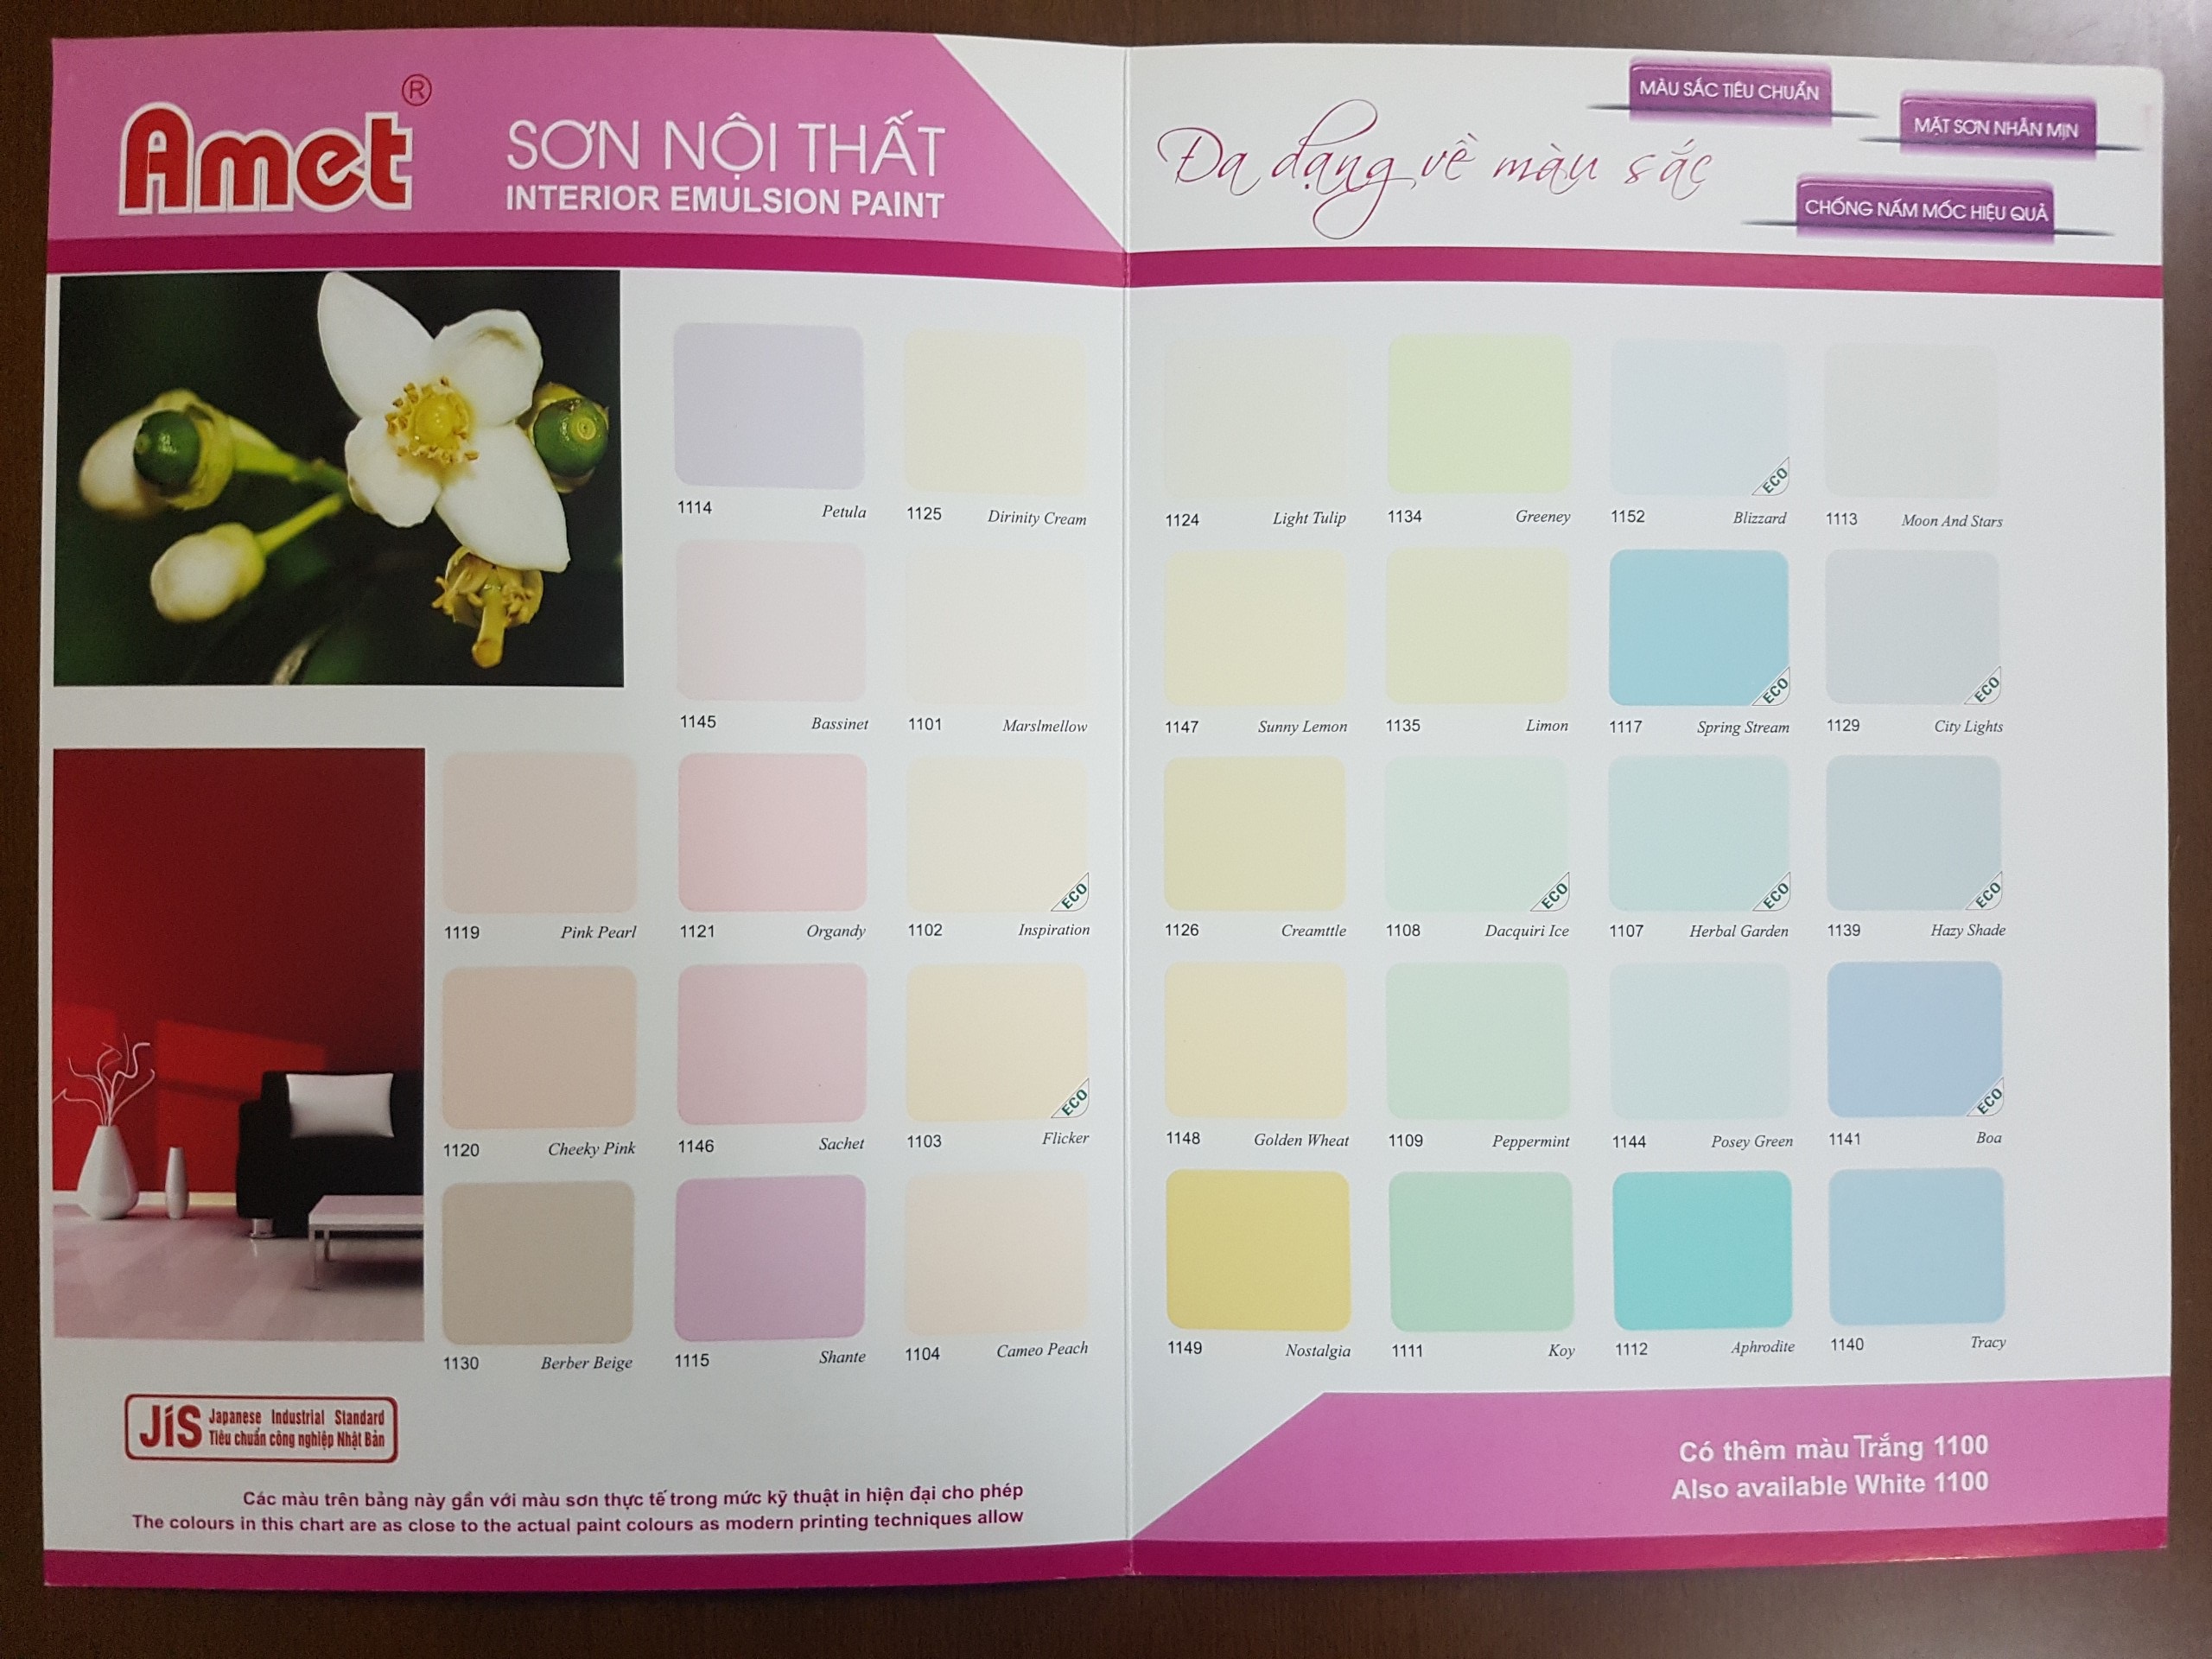 Amet ®
SƠN NỘI THẤT
INTERIOR EMULSION PAINT
Đa dạng về màu sắc
MÀU SẮC TIÊU CHUẨN
MẶT SƠN NHẴN MỊN
CHỐNG NẤM MỐC HIỆU QUẢ
1114 Petula
1125 Dirinity Cream
1124 Light Tulip
1134 Greeney
ECO
1152 Blizzard
1113 Moon And Stars
1145 Bassinet
1101 Marslmellow
1147 Sunny Lemon
1135 Limon
ECO
1117 Spring Stream
ECO
1129 City Lights
1119 Pink Pearl
1121 Organdy
ECO
1102 Inspiration
1126 Creamttle
ECO
1108 Dacquiri Ice
ECO
1107 Herbal Garden
ECO
1139 Hazy Shade
1120 Cheeky Pink
1146 Sachet
ECO
1103 Flicker
1148 Golden Wheat
1109 Peppermint
1144 Posey Green
ECO
1141 Boa
1130 Berber Beige
1115 Shante
1104 Cameo Peach
1149 Nostalgia
1111 Koy
1112 Aphrodite
1140 Tracy
JIS Japanese Industrial Standard
Tiêu chuẩn công nghiệp Nhật Bản
Các màu trên bảng này gần với màu sơn thực tế trong mức kỹ thuật in hiện đại cho phép
The colours in this chart are as close to the actual paint colours as modern printing techniques allow
Có thêm màu Trắng 1100
Also available White 1100